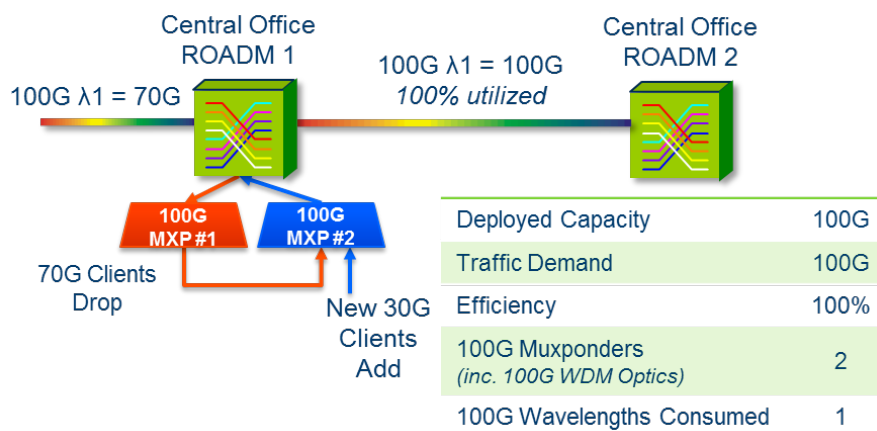 Central Office
ROADM 1
Central Office
ROADM 2
100G λ1 = 70G
100G λ1 = 100G
100% utilized
100G
MXP #1
100G
MXP #2
70G Clients
Drop
New 30G
Clients
Add
Deployed Capacity 100G
Traffic Demand 100G
Efficiency 100%
100G Muxponders
(inc. 100G WDM Optics) 2
100G Wavelengths Consumed 1